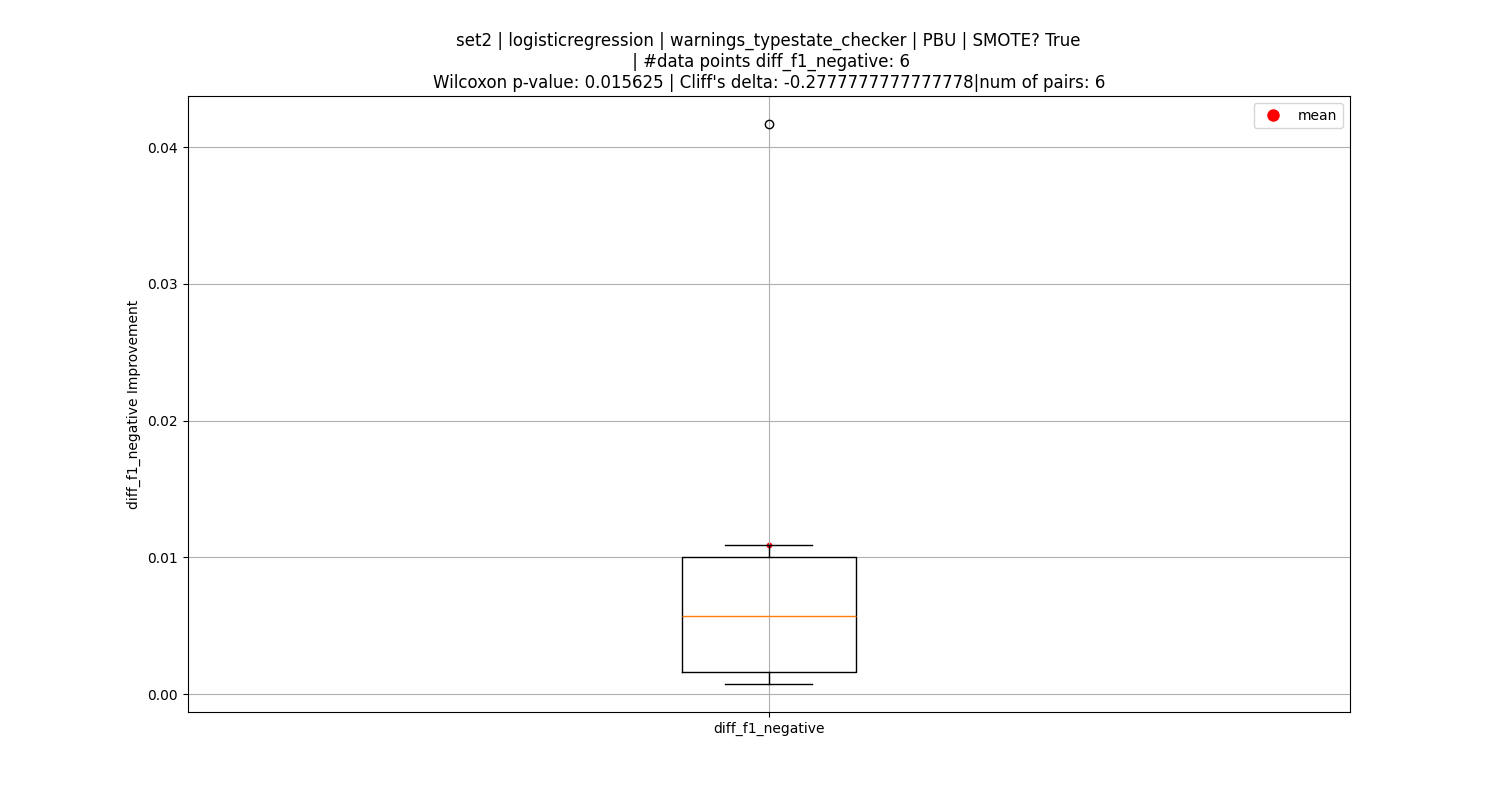 set2 | logisticregression | warnings_typestate_checker | PBU | SMOTE? True
| #data points diff_f1_negative: 6
Wilcoxon p-value: 0.015625 | Cliff's delta: -0.2777777777777778|num of pairs: 6
mean
0.04
0.03
0.02
0.01
0.00
diff_f1_negative Improvement
diff_f1_negative